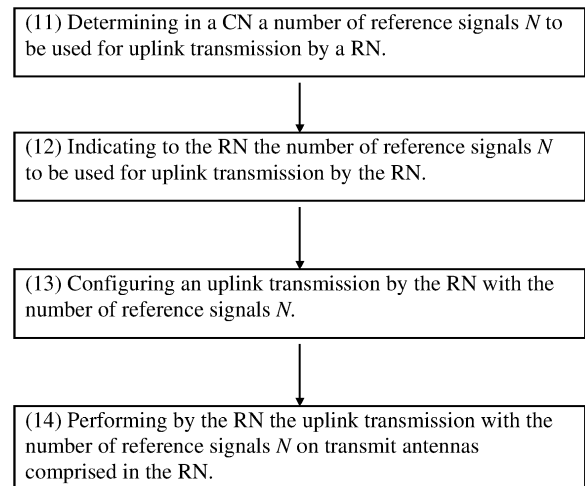 (11) Determining in a CN a number of reference signals N to
be used for uplink transmission by a RN.
(12) Indicating to the RN the number of reference signals N
to be used for uplink transmission by the RN.
(13) Configuring an uplink transmission by the RN with the
number of reference signals N.
(14) Performing by the RN the uplink transmission with the
number of reference signals N on transmit antennas
comprised in the RN.